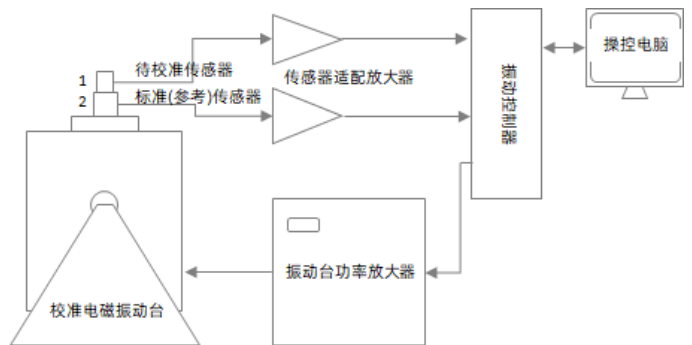 待校准传感器
1
标准(参考)传感器
2
传感器适配放大器
振动控制器
操控电脑
振动台功率放大器
校准电磁振动台